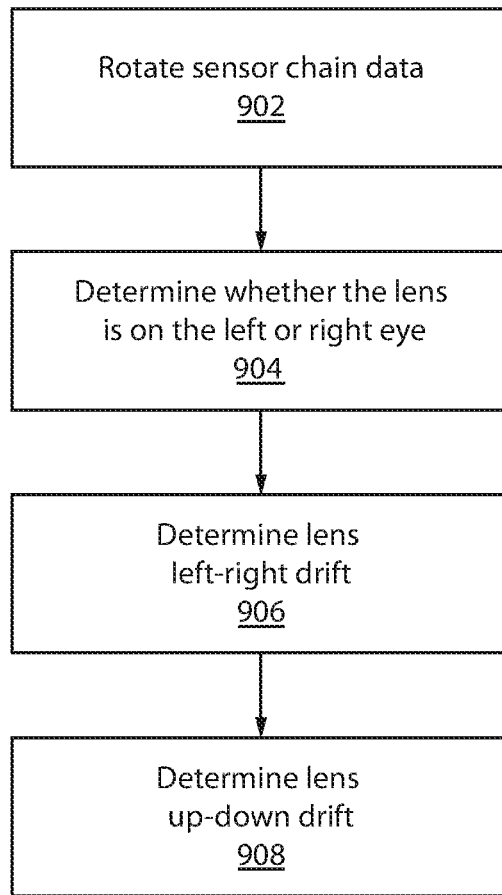 Rotate sensor chain data
902
Determine whether the lens
is on the left or right eye
904
Determine lens
left-right drift
906
Determine lens
up-down drift
908